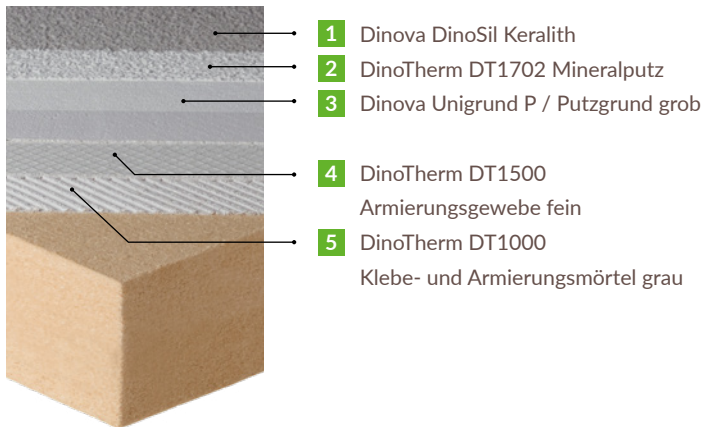 1 Dinova DinoSil Keralith
2 DinoTherm DT1702 Mineralputz
3 Dinova Unigrund P / Putzgrund grob
4 DinoTherm DT1500
Armierungsgewebe fein
5 DinoTherm DT1000
Klebe- und Armierungsmörtel grau